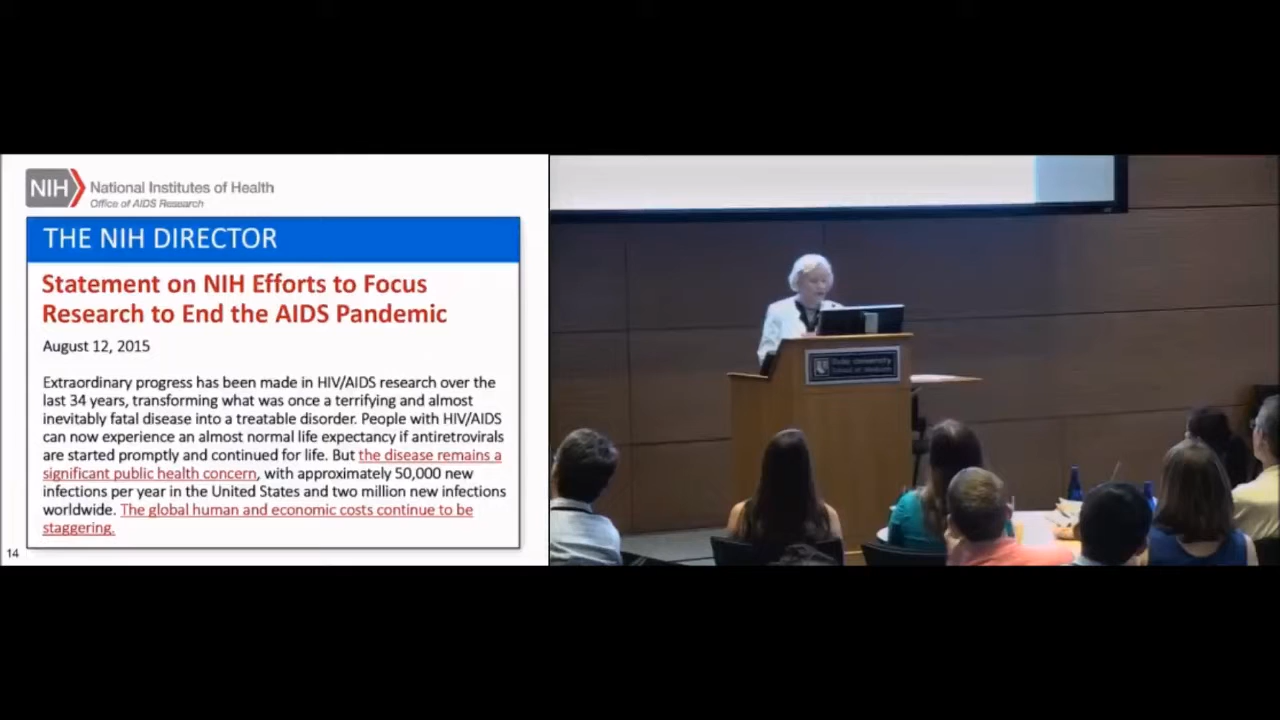 NIH
National Institutes of Health
Office of AIDS Research
THE NIH DIRECTOR
Statement on NIH Efforts to Focus
Research to End the AIDS Pandemic
August 12, 2015
Extraordinary progress has been made in HIV/AIDS research over the
last 34 years, transforming what was once a terrifying and almost
inevitably fatal disease into a treatable disorder. People with HIV/AIDS
can now experience an almost normal life expectancy if antiretrovirals
are started promptly and continued for life. But the disease remains a
significant public health concern, with approximately 50,000 new
infections per year in the United States and two million new infections
worldwide. The global human and economic costs continue to be
staggering.
14
Duke University
School of Medicine